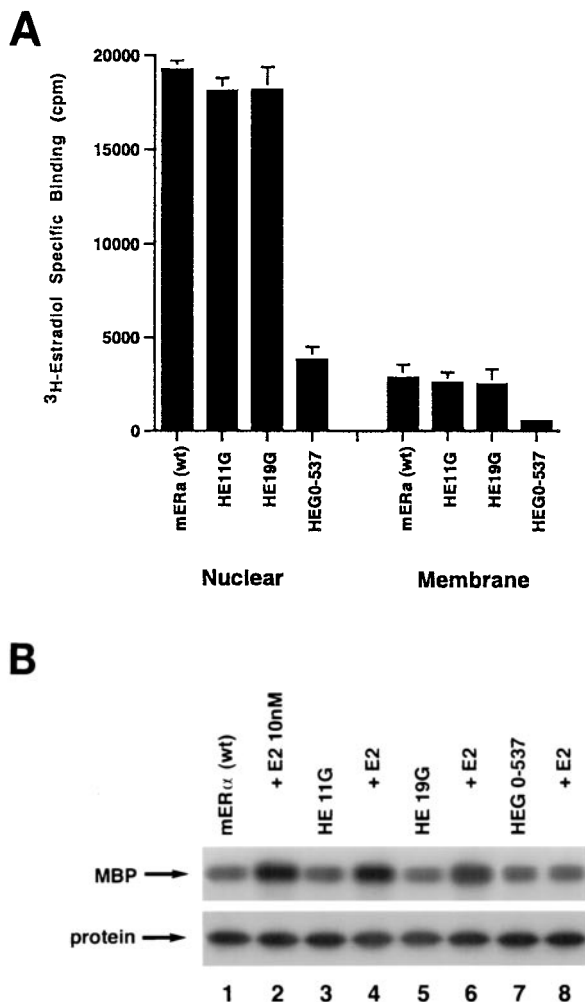 A
³H-Estradiol Specific Binding (cpm)
20000
15000
10000
5000
0
mERa (wt)
HE11G
HE19G
HEG0-537
mERa (wt)
HE11G
HE19G
HEG0-537
Nuclear
Membrane
B
mERα (wt)
+ E2 10nM
HE 11G
+ E2
HE 19G
+ E2
HEG 0-537
+ E2
MBP
protein
1 2 3 4 5 6 7 8